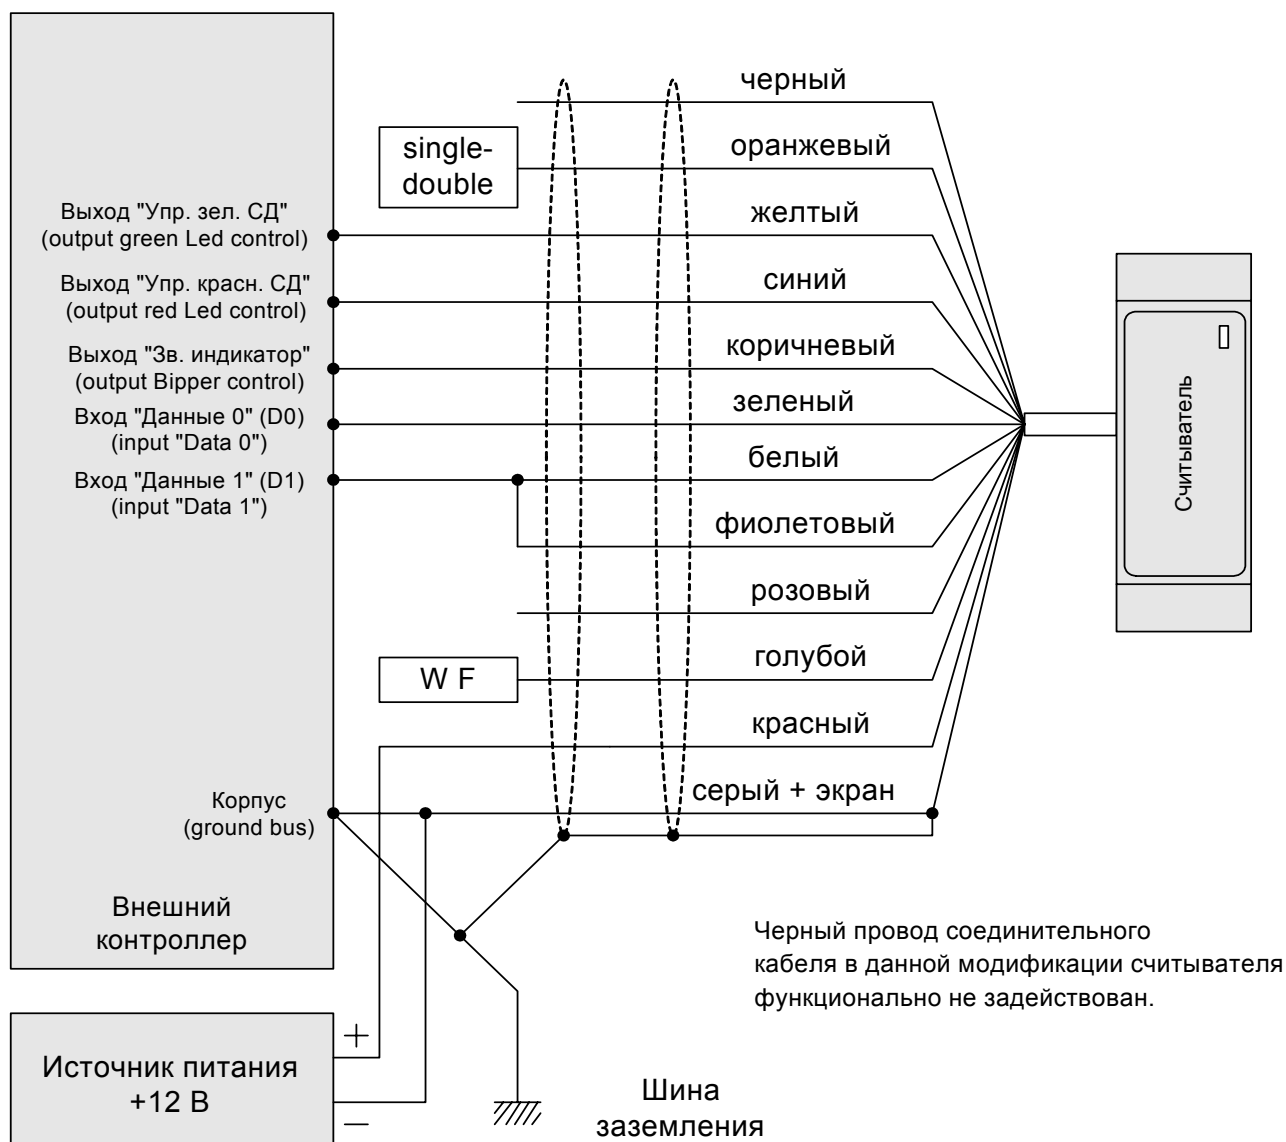 черный
single-
double
оранжевый
Выход "Упр. зел. СД"
(output green Led control)
желтый
Выход "Упр. красн. СД"
(output red Led control)
синий
Выход "Зв. индикатор"
(output Bipper control)
коричневый
Вход "Данные 0" (D0)
(input "Data 0")
зеленый
Вход "Данные 1" (D1)
(input "Data 1")
белый
фиолетовый
розовый
W F
голубой
красный
Корпус
(ground bus)
серый + экран
Считыватель
Внешний
контроллер
Черный провод соединительного
кабеля в данной модификации считывателя
функционально не задействован.
Источник питания
+12 В
+
—
Шина
заземления